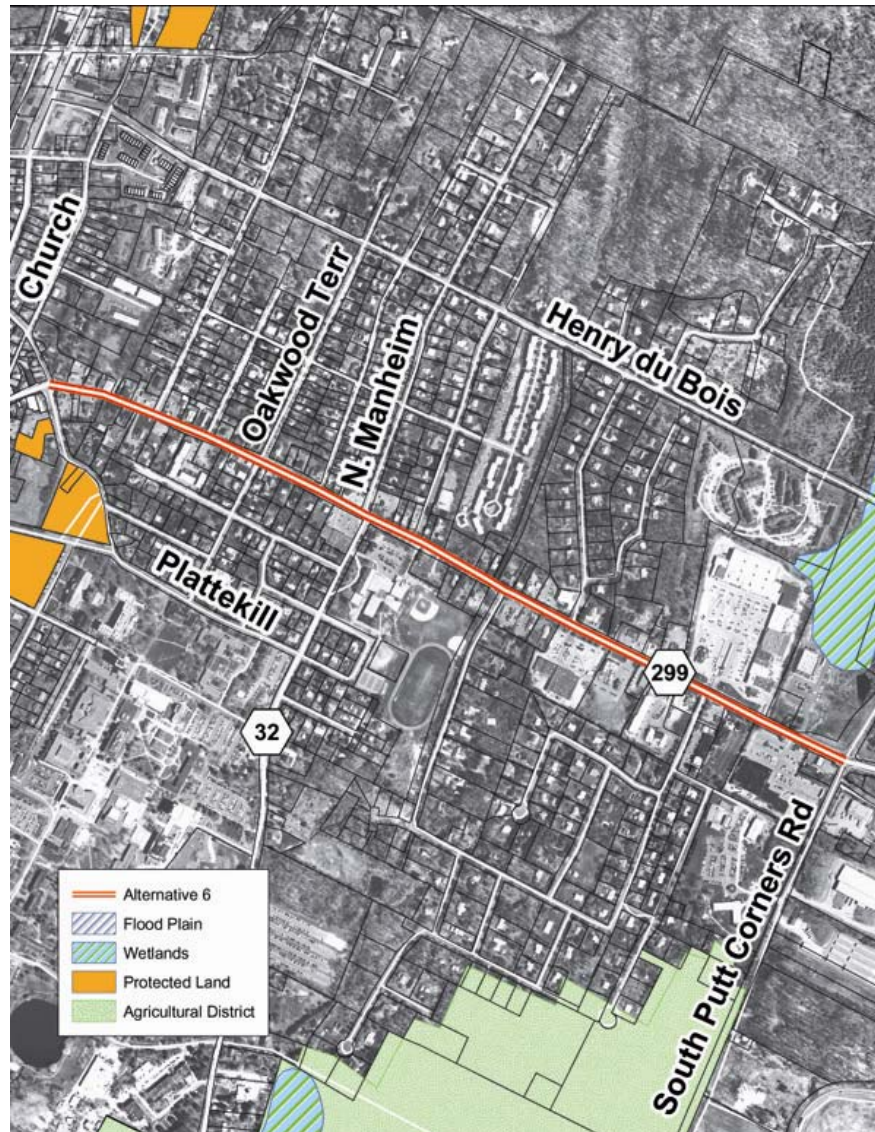 Church
Oakwood Terr
N. Manheim
Henry du Bois
Plattekill
299
32
South Putt Corners Rd
Alternative 6
Flood Plain
Wetlands
Protected Land
Agricultural District